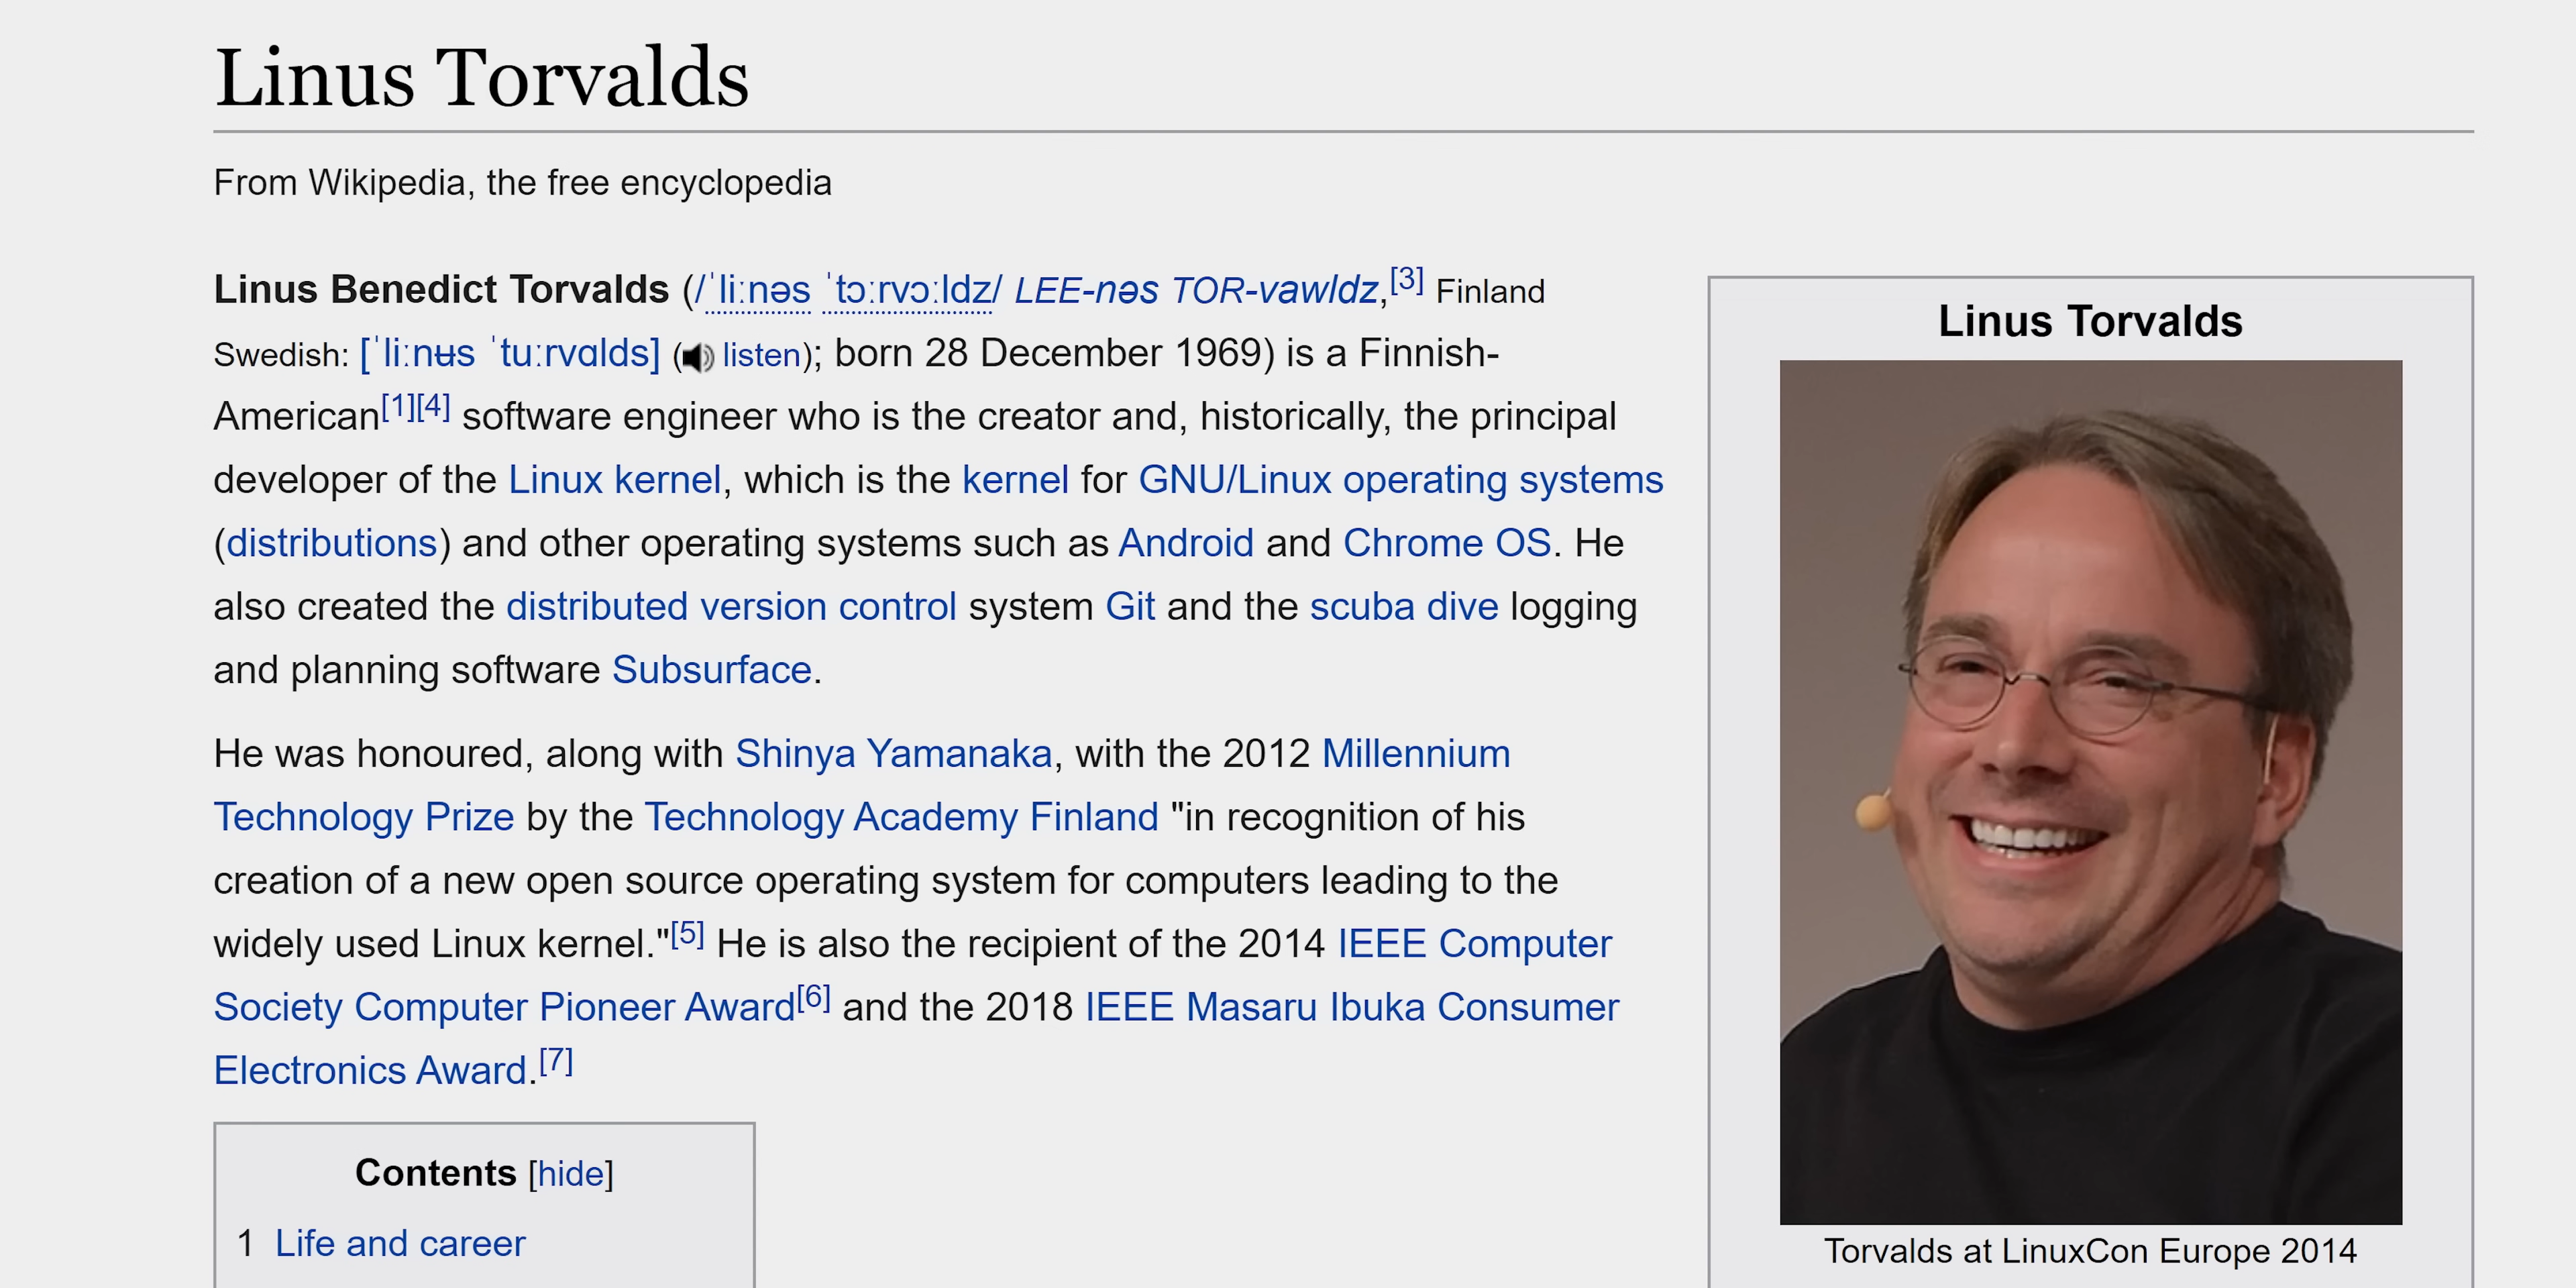 Linus Torvalds
From Wikipedia, the free encyclopedia
Linus Benedict Torvalds (/ˈliːnəs ˈtɔːrvɔːldz/ LEE-nəs TOR-vawldz,[3] Finland
Swedish: [ˈliːnʉs ˈtuːrvɑlds] (listen); born 28 December 1969) is a Finnish-
American[1][4] software engineer who is the creator and, historically, the principal
developer of the Linux kernel, which is the kernel for GNU/Linux operating systems
(distributions) and other operating systems such as Android and Chrome OS. He
also created the distributed version control system Git and the scuba dive logging
and planning software Subsurface.
He was honoured, along with Shinya Yamanaka, with the 2012 Millennium
Technology Prize by the Technology Academy Finland "in recognition of his
creation of a new open source operating system for computers leading to the
widely used Linux kernel."[5] He is also the recipient of the 2014 IEEE Computer
Society Computer Pioneer Award[6] and the 2018 IEEE Masaru Ibuka Consumer
Electronics Award.[7]
Contents [hide]
1 Life and career
Linus Torvalds
Torvalds at LinuxCon Europe 2014